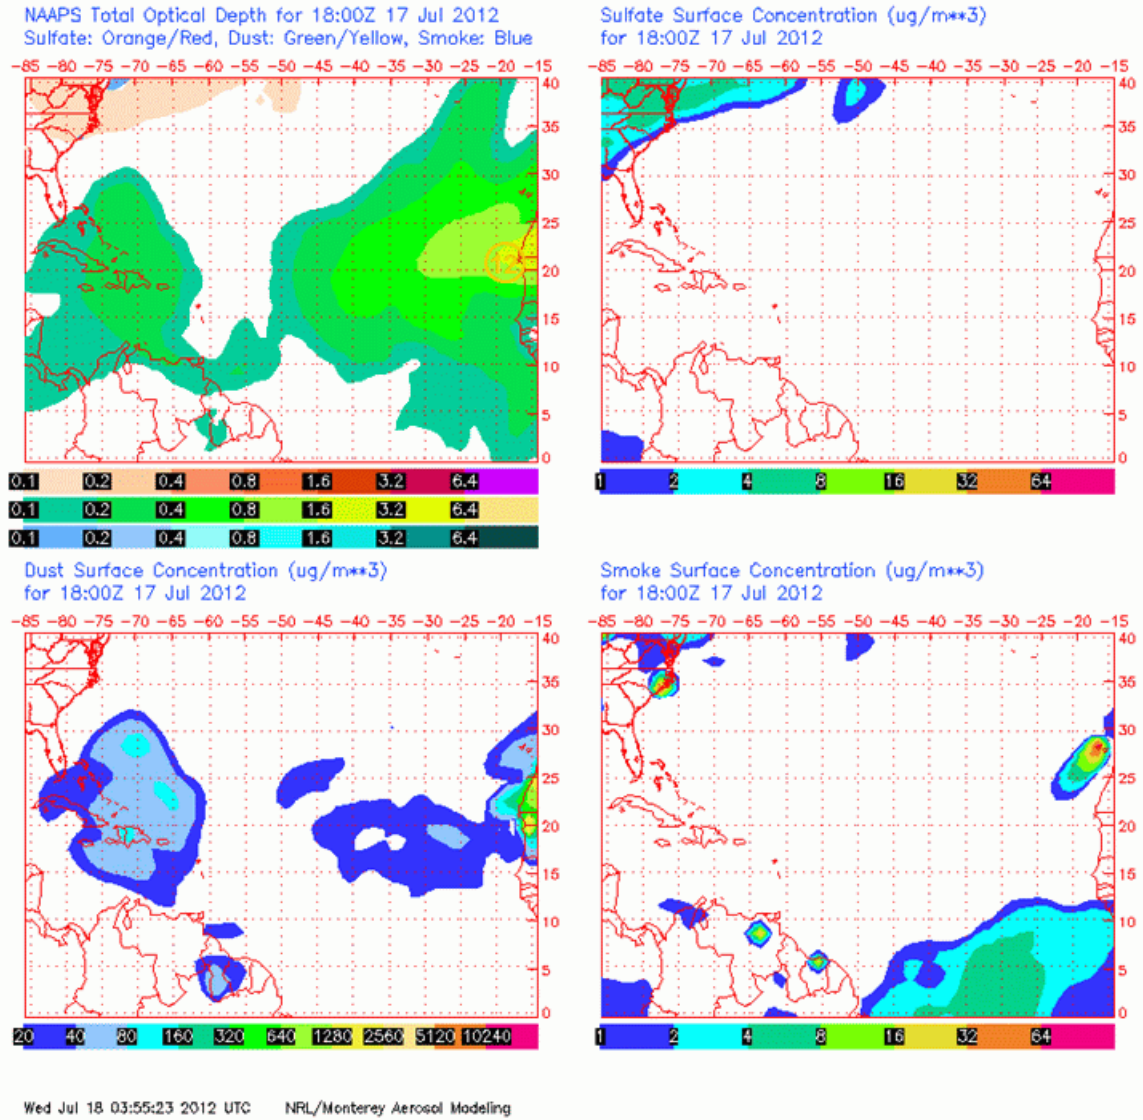 NAAPS Total Optical Depth for 18:00Z 17 Jul 2012
Sulfate: Orange/Red, Dust: Green/Yellow, Smoke: Blue
-85 -80 -75 -70 -65 -60 -55 -50 -45 -40 -35 -30 -25 -20 -15
40
35
30
25
20
15
10
5
0
12
0.1 0.2 0.4 0.8 1.6 3.2 6.4
0.1 0.2 0.4 0.8 1.6 3.2 6.4
0.1 0.2 0.4 0.8 1.6 3.2 6.4
Sulfate Surface Concentration (ug/m**3)
for 18:00Z 17 Jul 2012
-85 -80 -75 -70 -65 -60 -55 -50 -45 -40 -35 -30 -25 -20 -15
40
35
30
25
20
15
10
5
0
1 2 4 8 16 32 64
Dust Surface Concentration (ug/m**3)
for 18:00Z 17 Jul 2012
-85 -80 -75 -70 -65 -60 -55 -50 -45 -40 -35 -30 -25 -20 -15
40
35
30
25
20
15
10
5
0
20 40 80 160 320 640 1280 2560 5120 10240
Smoke Surface Concentration (ug/m**3)
for 18:00Z 17 Jul 2012
-85 -80 -75 -70 -65 -60 -55 -50 -45 -40 -35 -30 -25 -20 -15
40
35
30
25
20
15
10
5
0
1 2 4 8 16 32 64
Wed Jul 18 03:55:23 2012 UTC NRL/Monterey Aerosol Modeling